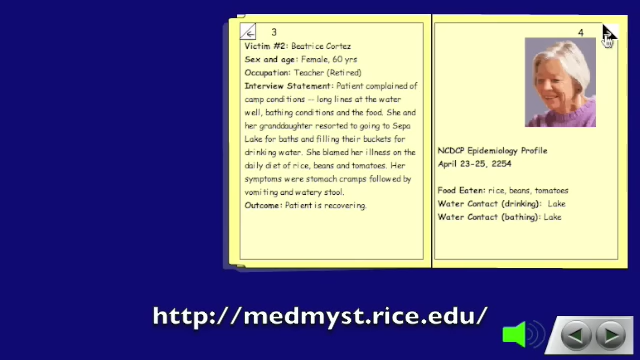 3
Victim #2: Beatrice Cortez
Sex and age: Female, 60 yrs
Occupation: Teacher (Retired)
Interview Statement: Patient complained of
camp conditions -- long lines at the water
well, bathing conditions and the food. She and
her granddaughter resorted to going to Sepa
Lake for baths and filling their buckets for
drinking water. She blamed her illness on the
daily diet of rice, beans and tomatoes. Her
symptoms were stomach cramps followed by
vomiting and watery stool.
Outcome: Patient is recovering.
4
NCDCP Epidemiology Profile
April 23-25, 2254
Food Eaten: rice, beans, tomatoes
Water Contact (drinking): Lake
Water Contact (bathing): Lake
http://medmyst.rice.edu/